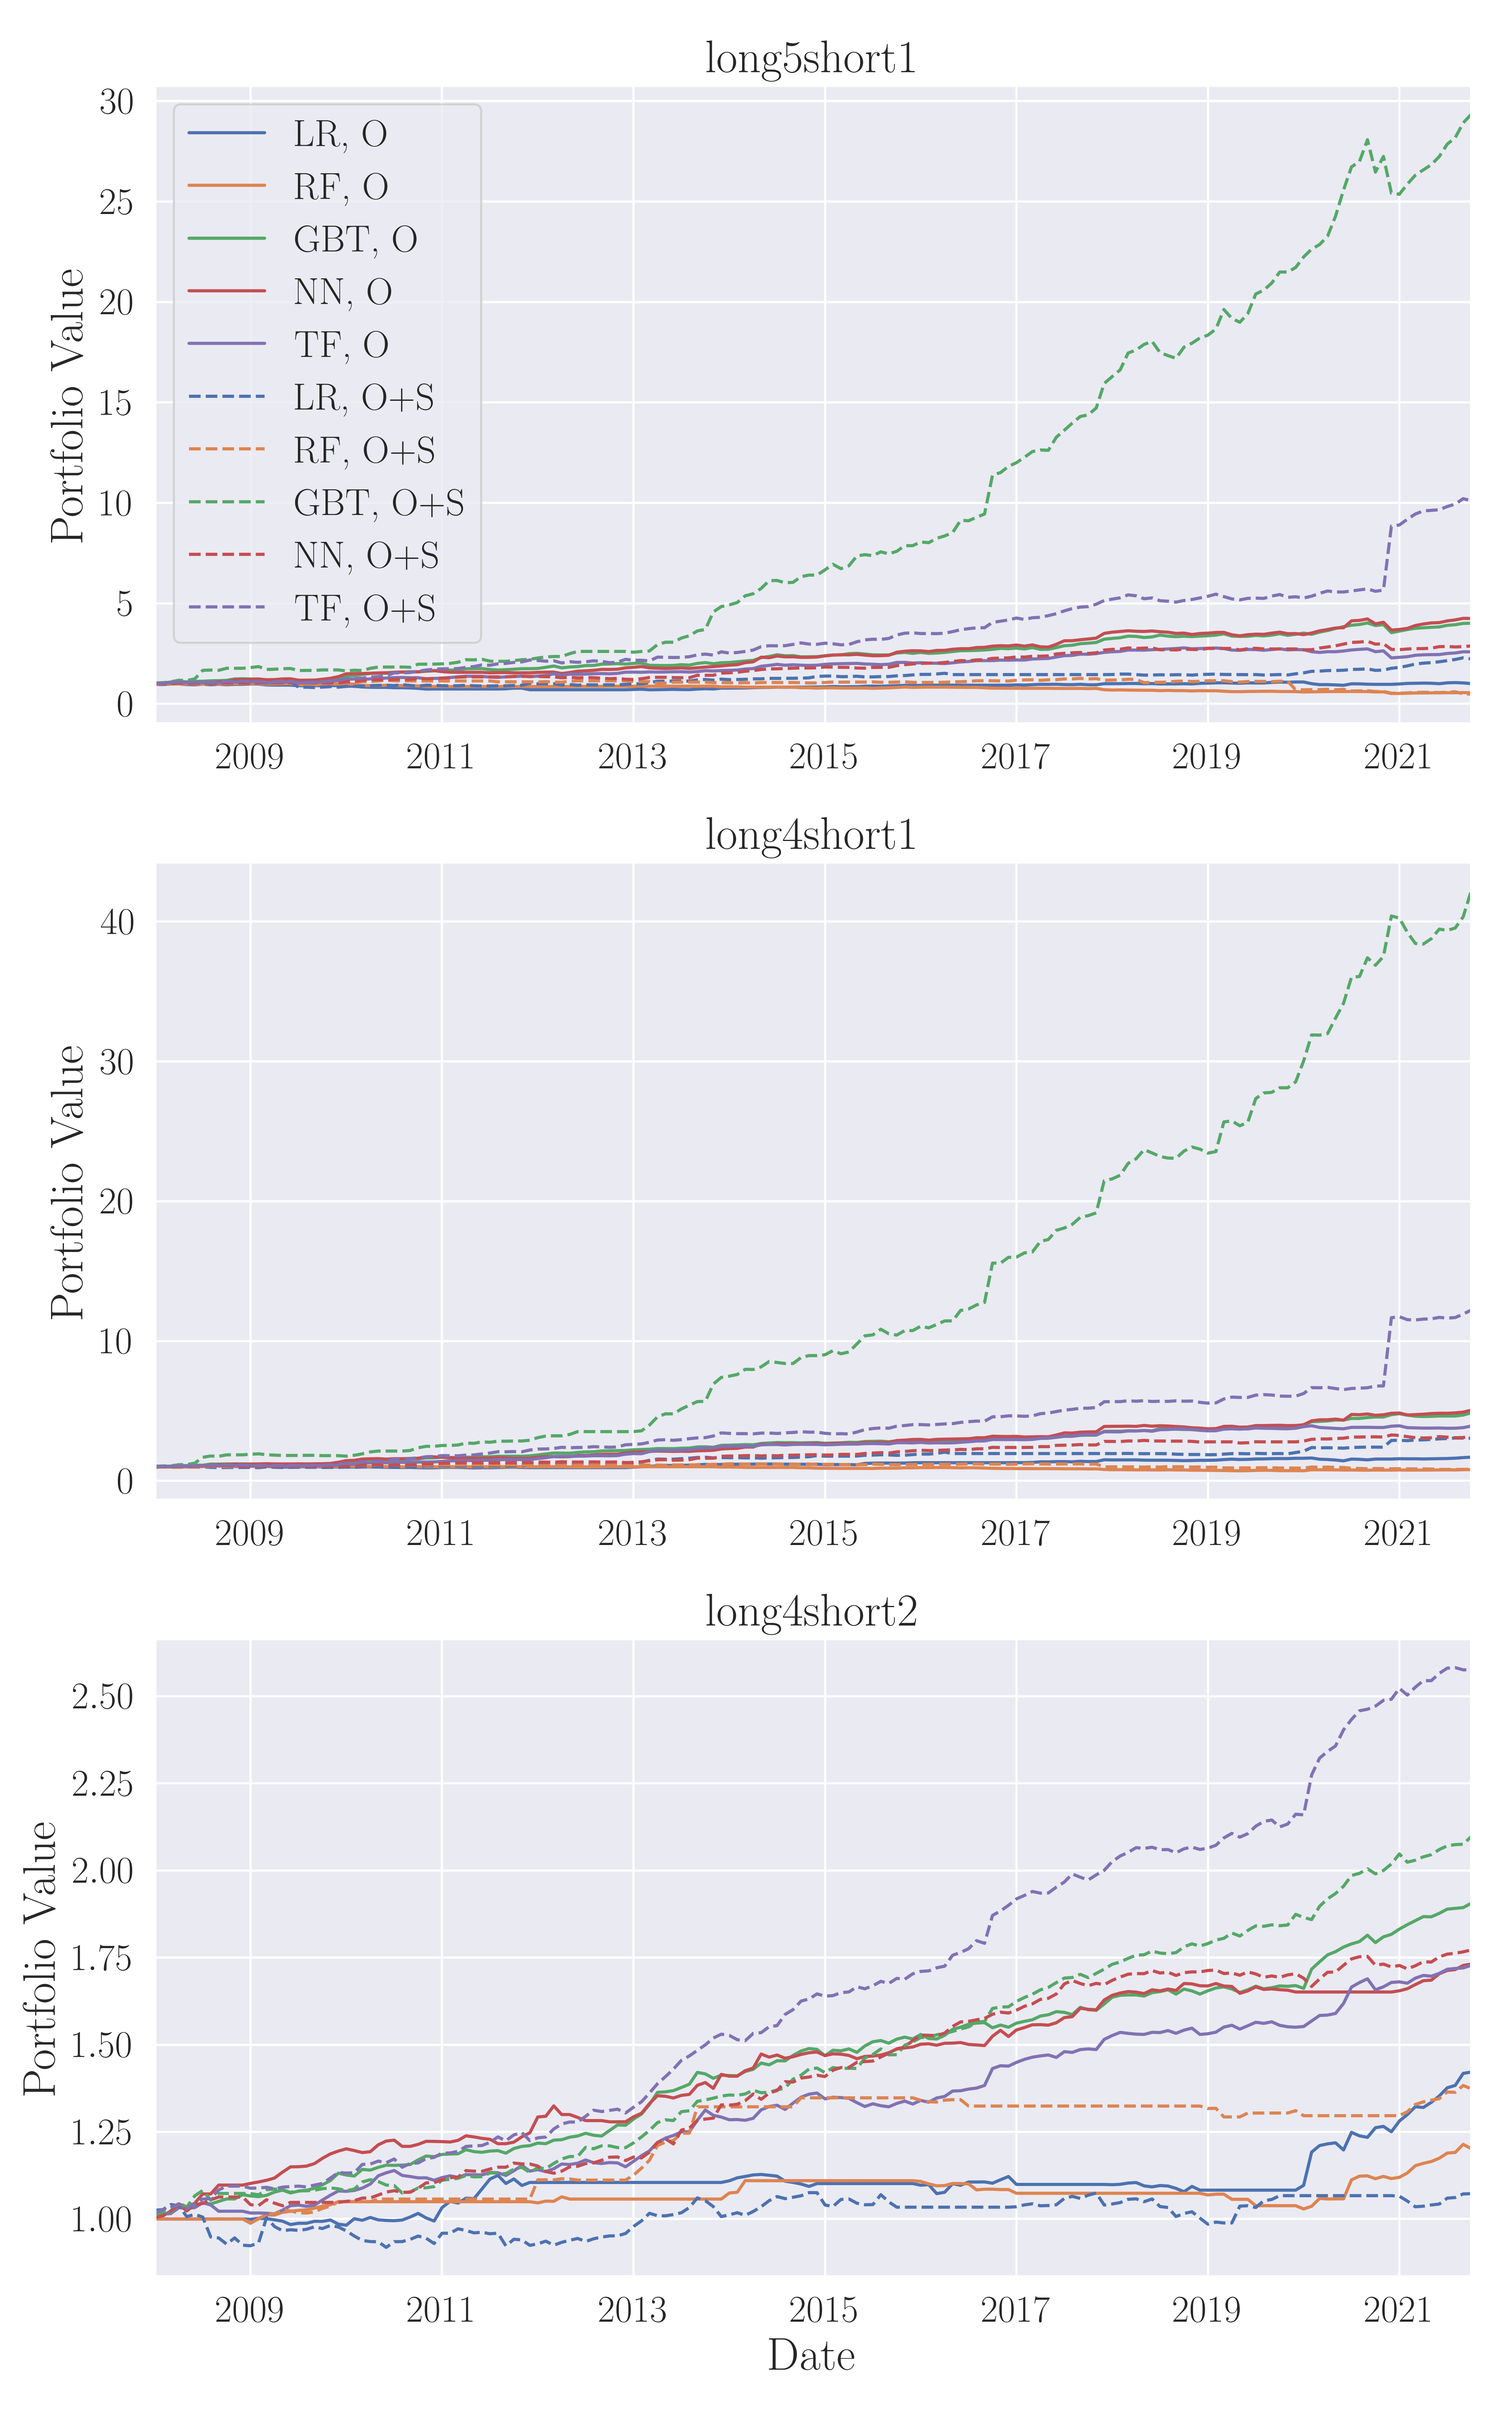 long5short1
30
25
20
15
10
5
0
Portfolio Value
LR, O
RF, O
GBT, O
NN, O
TF, O
LR, O+S
RF, O+S
GBT, O+S
NN, O+S
TF, O+S
2009 2011 2013 2015 2017 2019 2021
long4short1
40
30
20
10
0
Portfolio Value
2009 2011 2013 2015 2017 2019 2021
long4short2
2.50
2.25
2.00
1.75
1.50
1.25
1.00
Portfolio Value
2009 2011 2013 2015 2017 2019 2021
Date